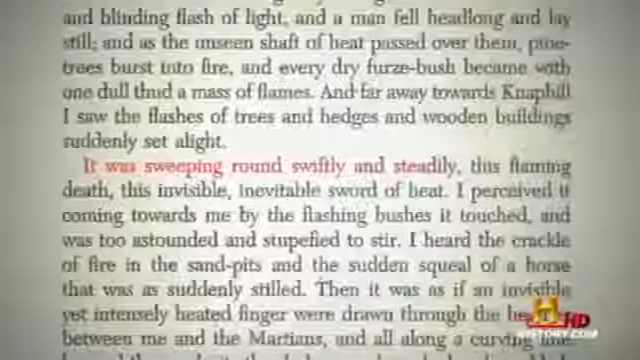 and blinding flash of light, and a man fell headlong and lay
still; and as the unseen shaft of heat passed over them, pine-
trees burst into fire, and every dry furze-bush became with
one dull thud a mass of flames. And far away towards Knaphill
I saw the flashes of trees and hedges and wooden buildings
suddenly set alight.
It was sweeping round swiftly and steadily, this flaming
death, this invisible, inevitable sword of heat. I perceived it
coming towards me by the flashing bushes it touched, and
was too astounded and stupefied to stir. I heard the crackle
of fire in the sand-pits and the sudden squeal of a horse
that was as suddenly stilled. Then it was as if an invisible
yet intensely heated finger were drawn through the
between me and the Martians, and all along a curving
H HD
HISTORY.COM